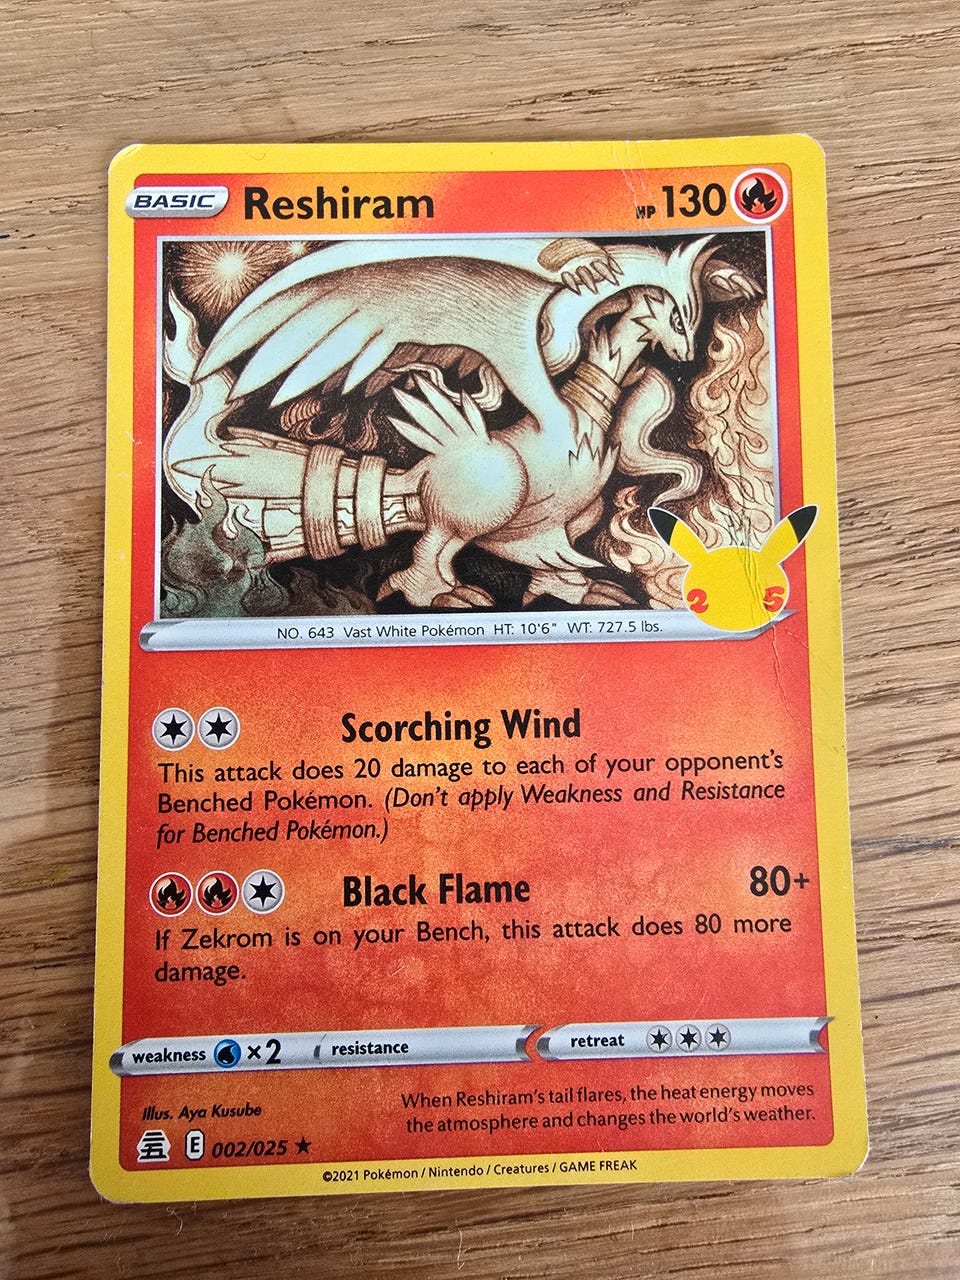 BASIC Reshiram HP 130
25
NO. 643 Vast White Pokémon HT: 10'6" WT: 727.5 lbs.
Scorching Wind
This attack does 20 damage to each of your opponent's
Benched Pokémon. (Don't apply Weakness and Resistance
for Benched Pokémon.)
Black Flame 80+
If Zekrom is on your Bench, this attack does 80 more
damage.
weakness ×2 resistance retreat
When Reshiram's tail flares, the heat energy moves
the atmosphere and changes the world's weather.
Illus. Aya Kusube
E 002/025 ★
©2021 Pokémon / Nintendo / Creatures / GAME FREAK